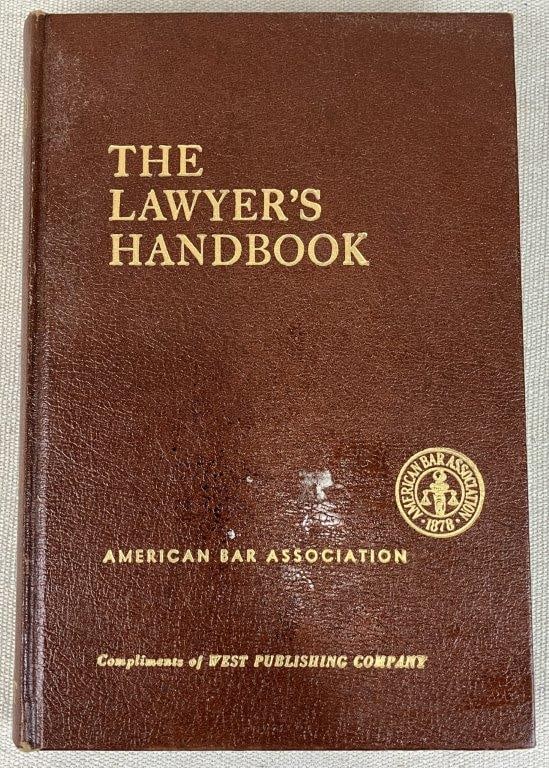 THE
LAWYER'S
HANDBOOK
AMERICAN BAR ASSOCIATION
·1878·
AMERICAN BAR ASSOCIATION
Compliments of WEST PUBLISHING COMPANY